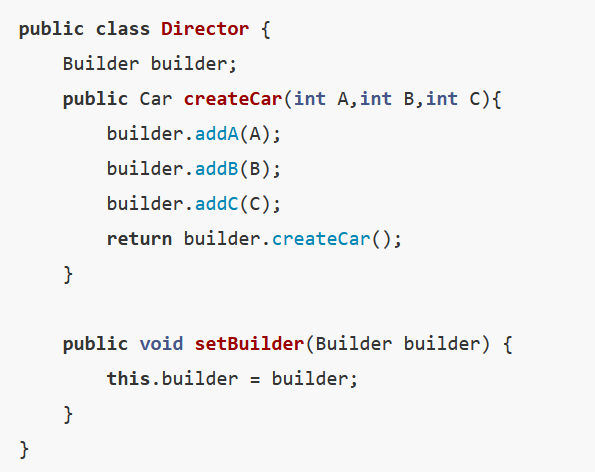 public class Director {
    Builder builder;
    public Car createCar(int A,int B,int C){
        builder.addA(A);
        builder.addB(B);
        builder.addC(C);
        return builder.createCar();
    }

    public void setBuilder(Builder builder) {
        this.builder = builder;
    }
}